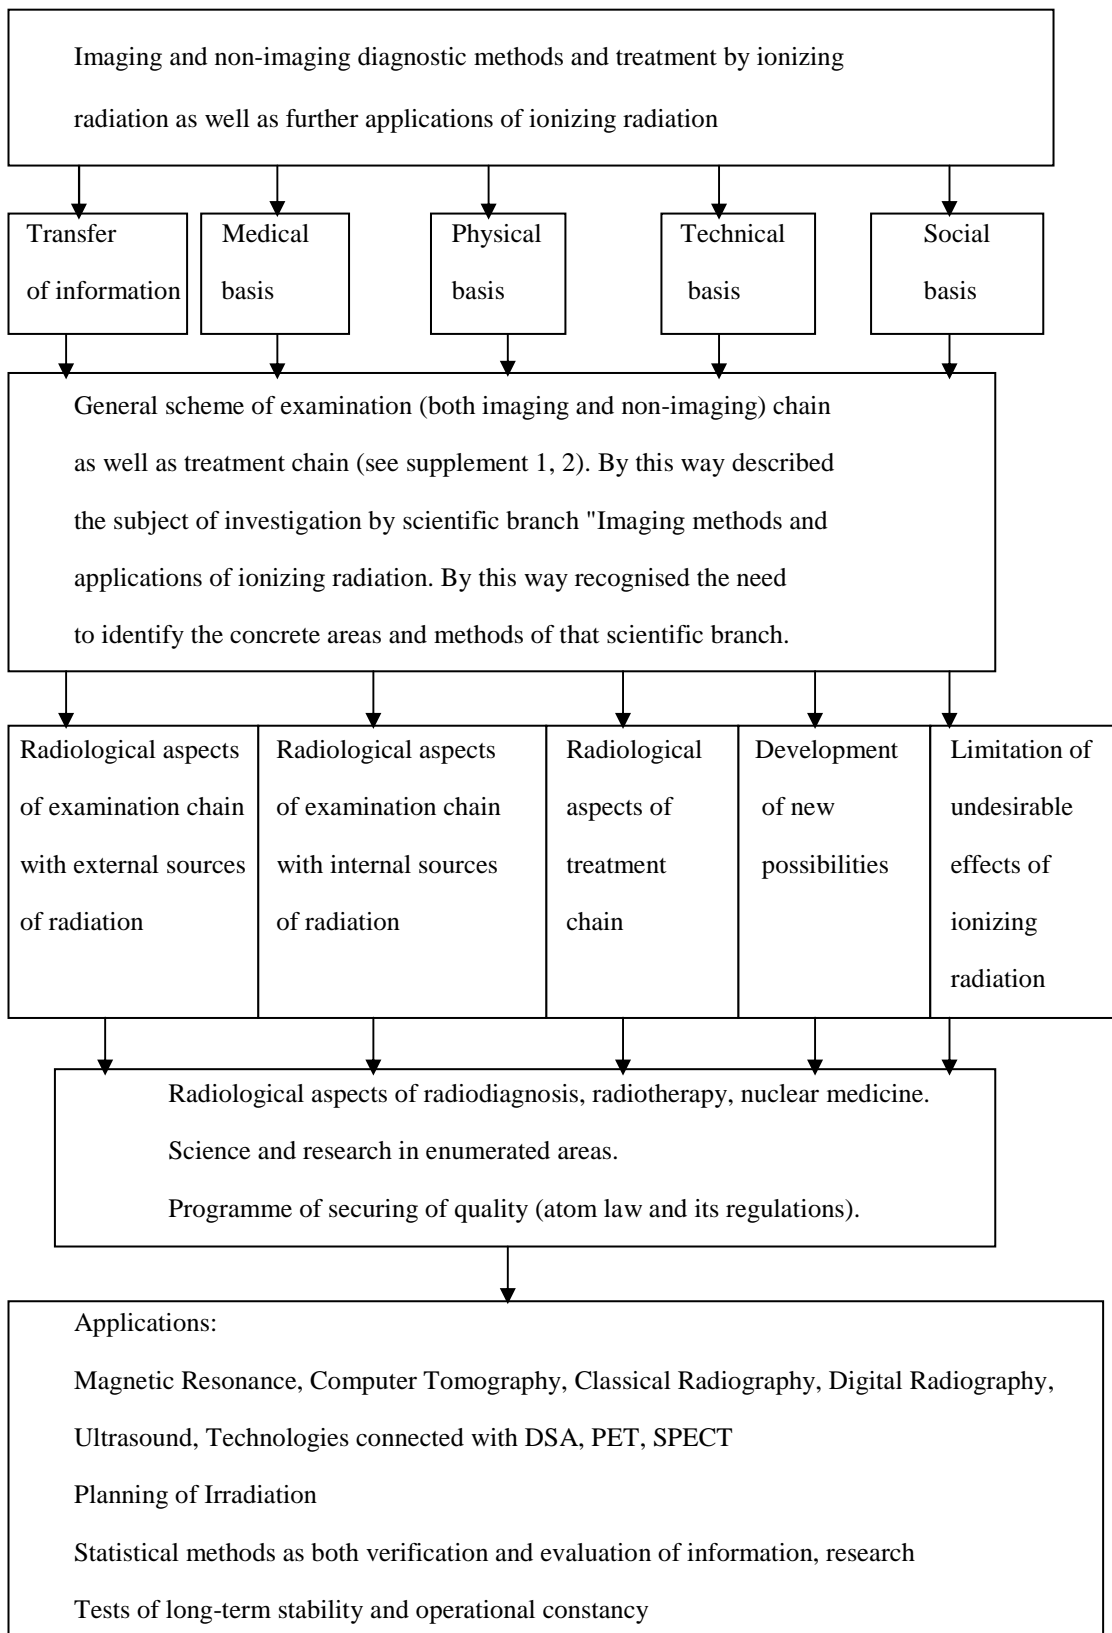 Imaging and non-imaging diagnostic methods and treatment by ionizing
radiation as well as further applications of ionizing radiation
Transfer
of information
Medical
basis
Physical
basis
Technical
basis
Social
basis
General scheme of examination (both imaging and non-imaging) chain
as well as treatment chain (see supplement 1, 2). By this way described
the subject of investigation by scientific branch "Imaging methods and
applications of ionizing radiation. By this way recognised the need
to identify the concrete areas and methods of that scientific branch.
Radiological aspects
of examination chain
with external sources
of radiation
Radiological aspects
of examination chain
with internal sources
of radiation
Radiological
aspects of
treatment
chain
Development
of new
possibilities
Limitation of
undesirable
effects of
ionizing
radiation
Radiological aspects of radiodiagnosis, radiotherapy, nuclear medicine.
Science and research in enumerated areas.
Programme of securing of quality (atom law and its regulations).
Applications:
Magnetic Resonance, Computer Tomography, Classical Radiography, Digital Radiography,
Ultrasound, Technologies connected with DSA, PET, SPECT
Planning of Irradiation
Statistical methods as both verification and evaluation of information, research
Tests of long-term stability and operational constancy